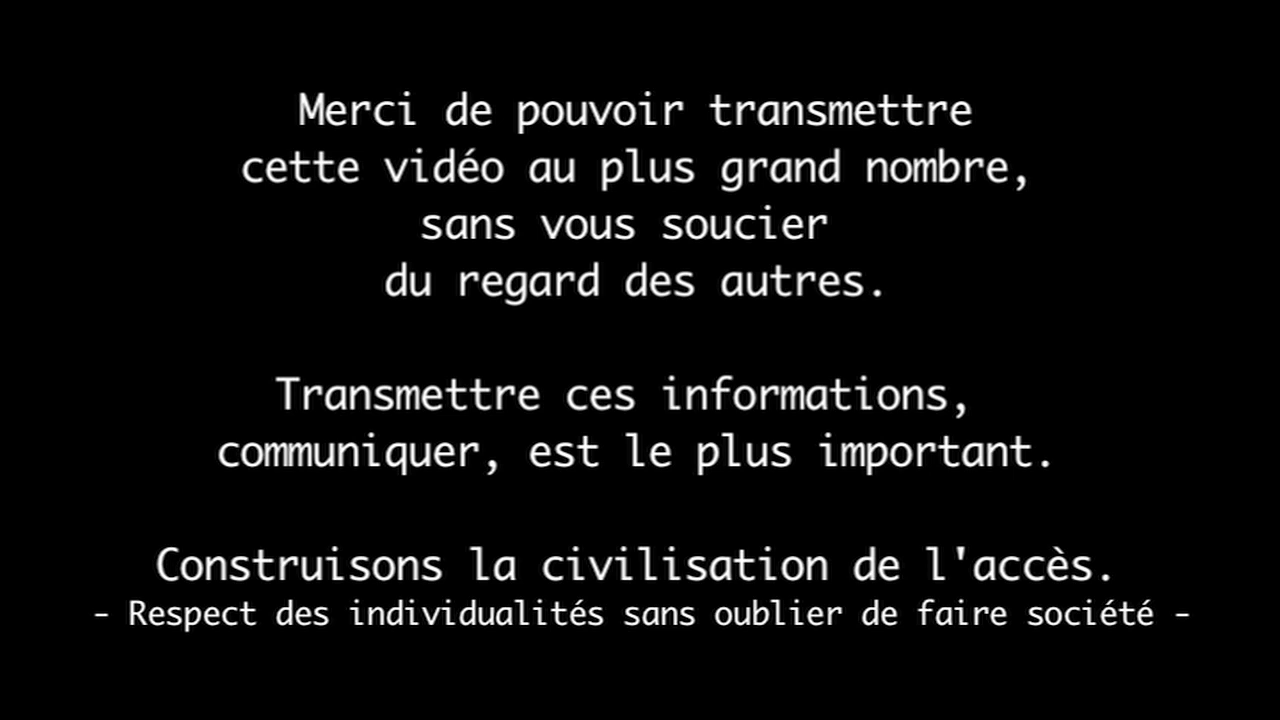 Merci de pouvoir transmettre
cette vidéo au plus grand nombre,
sans vous soucier
du regard des autres.
Transmettre ces informations,
communiquer, est le plus important.
Construisons la civilisation de l'accès.
- Respect des individualités sans oublier de faire société -